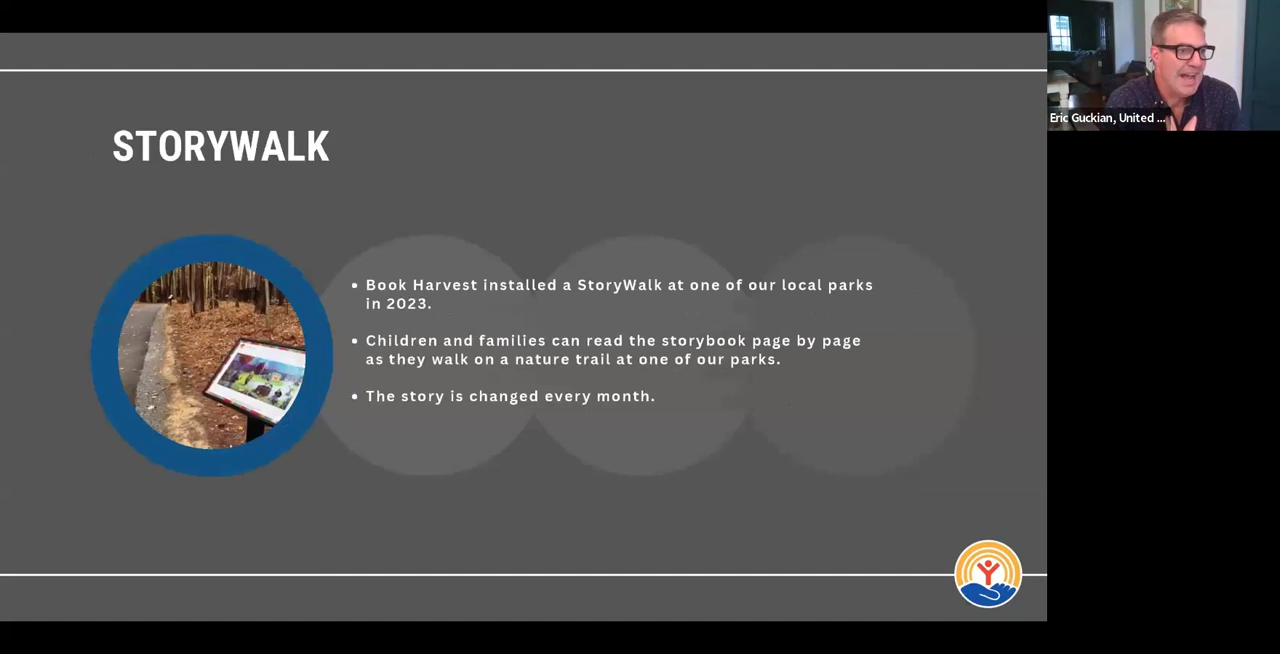 STORYWALK
• Book Harvest installed a StoryWalk at one of our local parks
in 2023.
• Children and families can read the storybook page by page
as they walk on a nature trail at one of our parks.
• The story is changed every month.
Eric Guckian, United ...